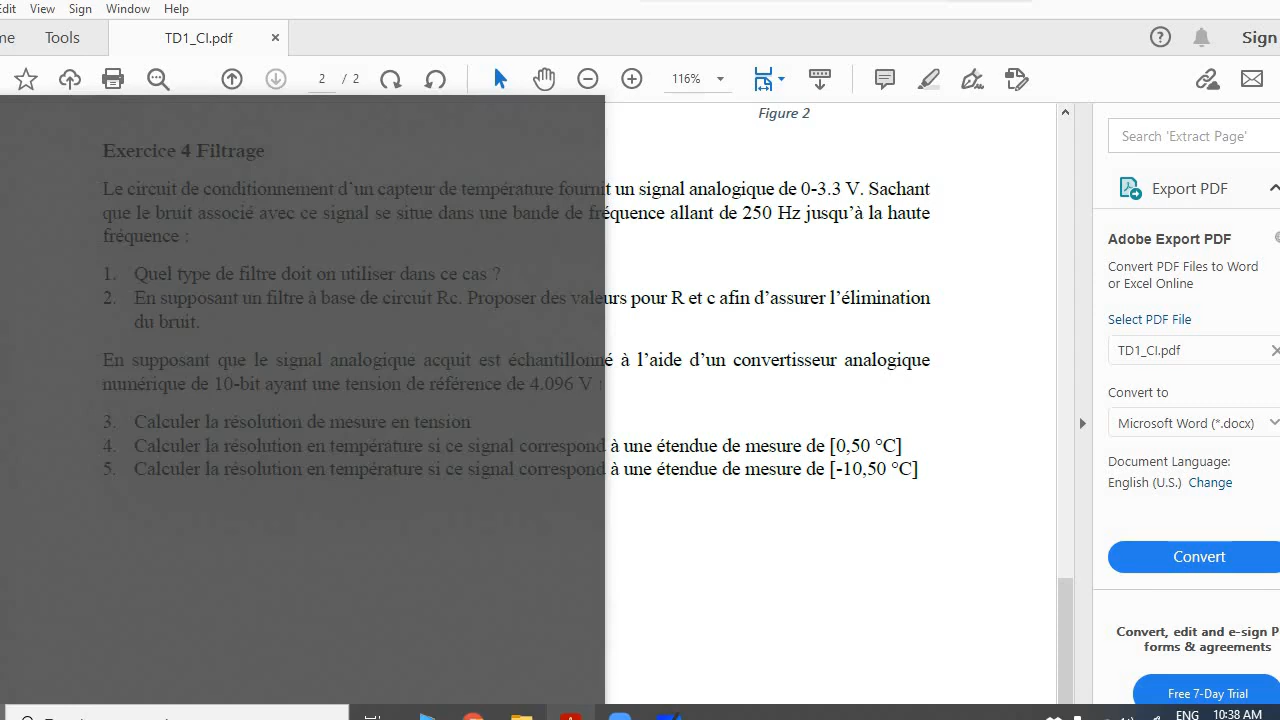 Edit View Sign Window Help
me Tools TD1_CI.pdf × Sign
2 / 2 116%
Figure 2
Exercice 4 Filtrage
Le circuit de conditionnement d'un capteur de température fournit un signal analogique de 0-3.3 V. Sachant
que le bruit associé avec ce signal se situe dans une bande de fréquence allant de 250 Hz jusqu'à la haute
fréquence :
1. Quel type de filtre doit on utiliser dans ce cas ?
2. En supposant un filtre à base de circuit Rc. Proposer des valeurs pour R et c afin d'assurer l'élimination
du bruit.
En supposant que le signal analogique acquit est échantillonné à l'aide d'un convertisseur analogique
numérique de 10-bit ayant une tension de référence de 4.096 V :
3. Calculer la résolution de mesure en tension
4. Calculer la résolution en température si ce signal correspond à une étendue de mesure de [0,50 °C]
5. Calculer la résolution en température si ce signal correspond à une étendue de mesure de [-10,50 °C]
Search 'Extract Page'
Export PDF
Adobe Export PDF
Convert PDF Files to Word
or Excel Online
Select PDF File
TD1_CI.pdf
Convert to
Microsoft Word (*.docx)
Document Language:
English (U.S.) Change
Convert
Convert, edit and e-sign P
forms & agreements
Free 7-Day Trial
ENG 10:38 AM